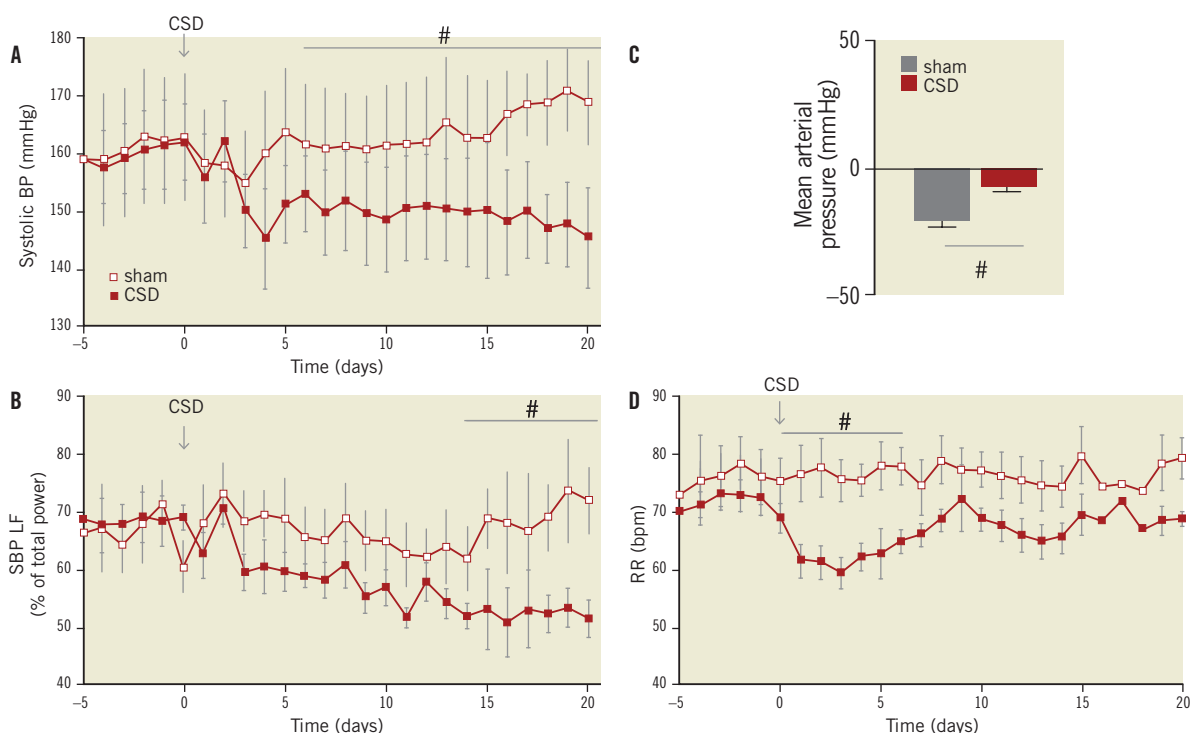 A
CSD
#
180
170
160
150
140
130
Systolic BP (mmHg)
sham
CSD
−5
0
5
10
15
20
Time (days)
C
50
0
−50
Mean arterial
pressure (mmHg)
sham
CSD
#
B
CSD
#
90
80
70
60
50
40
SBP LF
(% of total power)
−5
0
5
10
15
20
Time (days)
D
CSD
#
90
80
70
60
50
40
RR (bpm)
−5
0
5
10
15
20
Time (days)